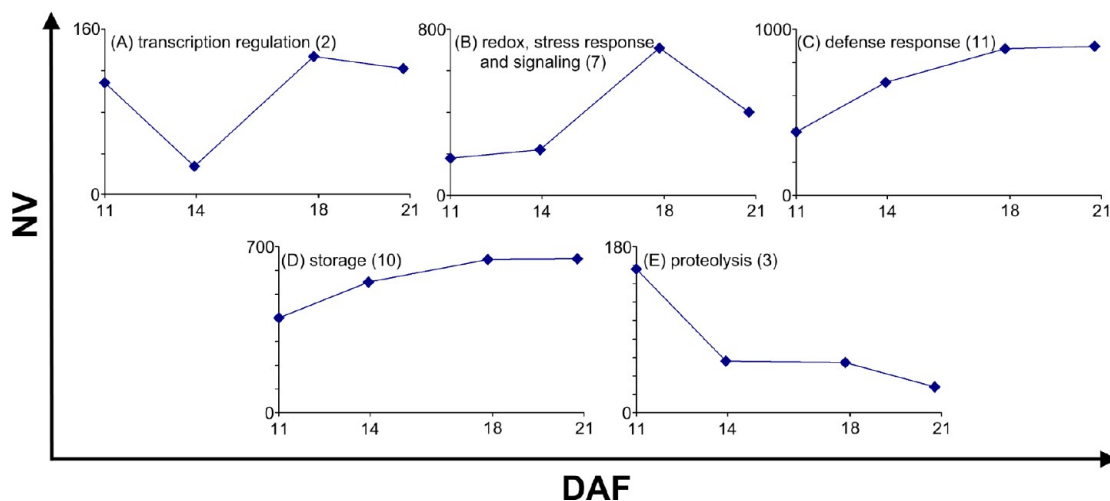 NV
160
(A) transcription regulation (2)
0
11 14 18 21
800
(B) redox, stress response
and signaling (7)
0
11 14 18 21
1000
(C) defense response (11)
0
11 14 18 21
700
(D) storage (10)
0
11 14 18 21
180
(E) proteolysis (3)
0
11 14 18 21
DAF